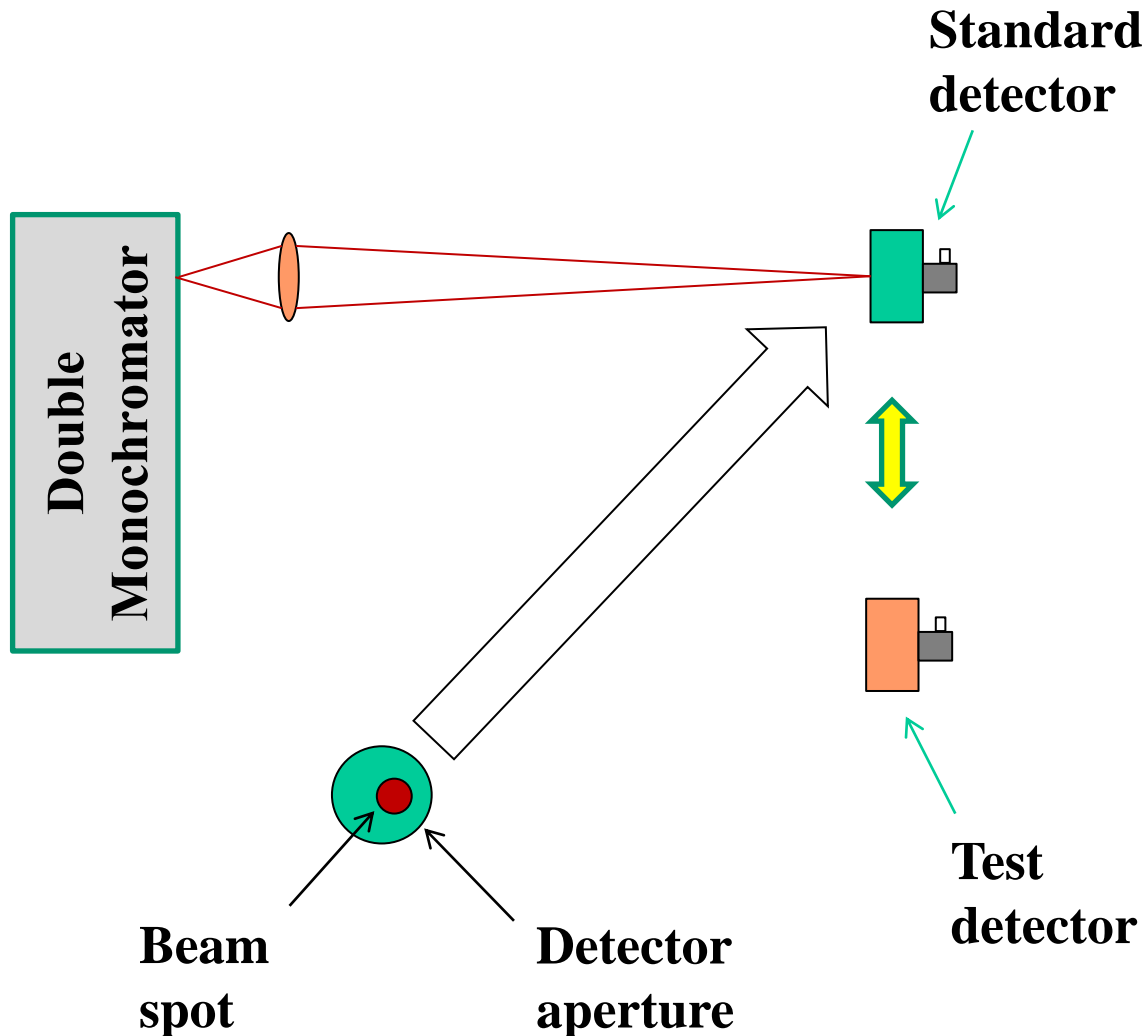 Standard
detector
Double
Monochromator
Test
detector
Beam
spot
Detector
aperture